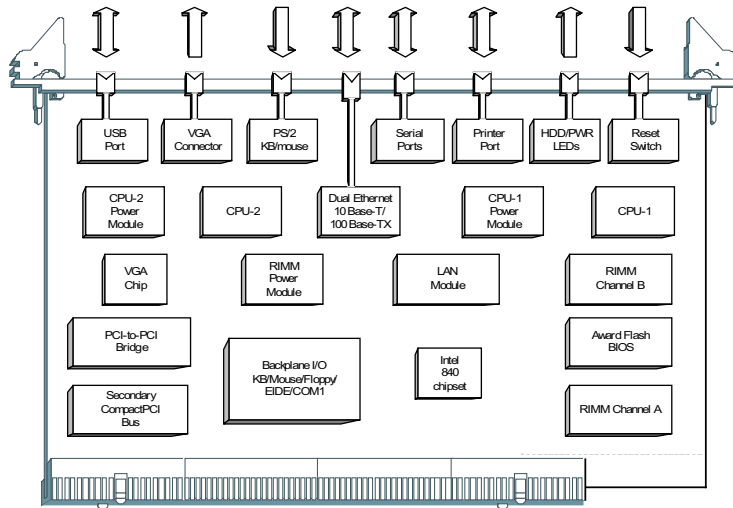 USB
Port
VGA
Connector
PS/2
KB/mouse
Serial
Ports
Printer
Port
HDD/PWR
LEDs
Reset
Switch
CPU-2
Power
Module
CPU-2
Dual Ethernet
10 Base-T/
100 Base-TX
CPU-1
Power
Module
CPU-1
VGA
Chip
RIMM
Power
Module
LAN
Module
RIMM
Channel B
PCI-to-PCI
Bridge
Backplane I/O
KB/Mouse/Floppy/
EIDE/COM1
Intel
840
chipset
Award Flash
BIOS
Secondary
CompactPCI
Bus
RIMM Channel A